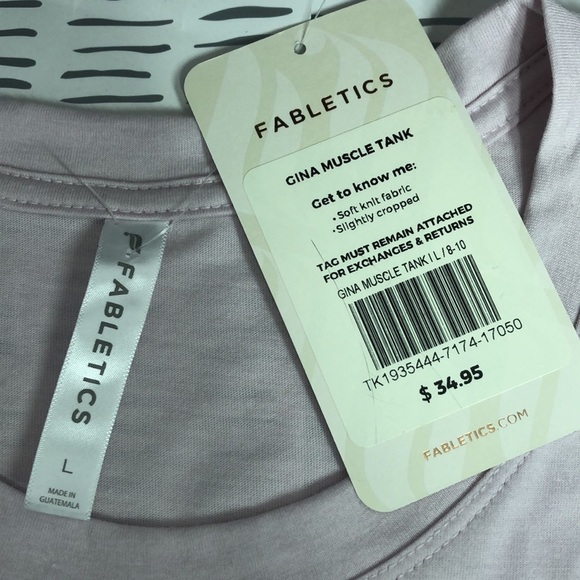 FABLETICS
GINA MUSCLE TANK
Get to know me:
• Soft knit fabric
• Slightly cropped
TAG MUST REMAIN ATTACHED
FOR EXCHANGES & RETURNS
GINA MUSCLE TANK | L / 8-10
TK1935444-7174-17050
$ 34.95
FABLETICS.COM
FABLETICS
L
MADE IN
GUATEMALA